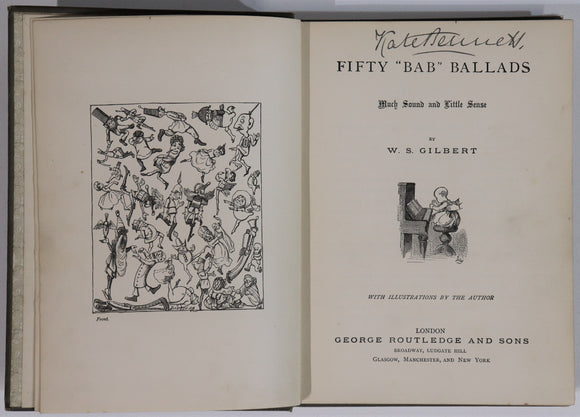 Front.
Kate Bennett.
FIFTY "BAB" BALLADS
Much Sound and Little Sense
BY
W. S. GILBERT
WITH ILLUSTRATIONS BY THE AUTHOR
LONDON
GEORGE ROUTLEDGE AND SONS
BROADWAY, LUDGATE HILL
GLASGOW, MANCHESTER, AND NEW YORK